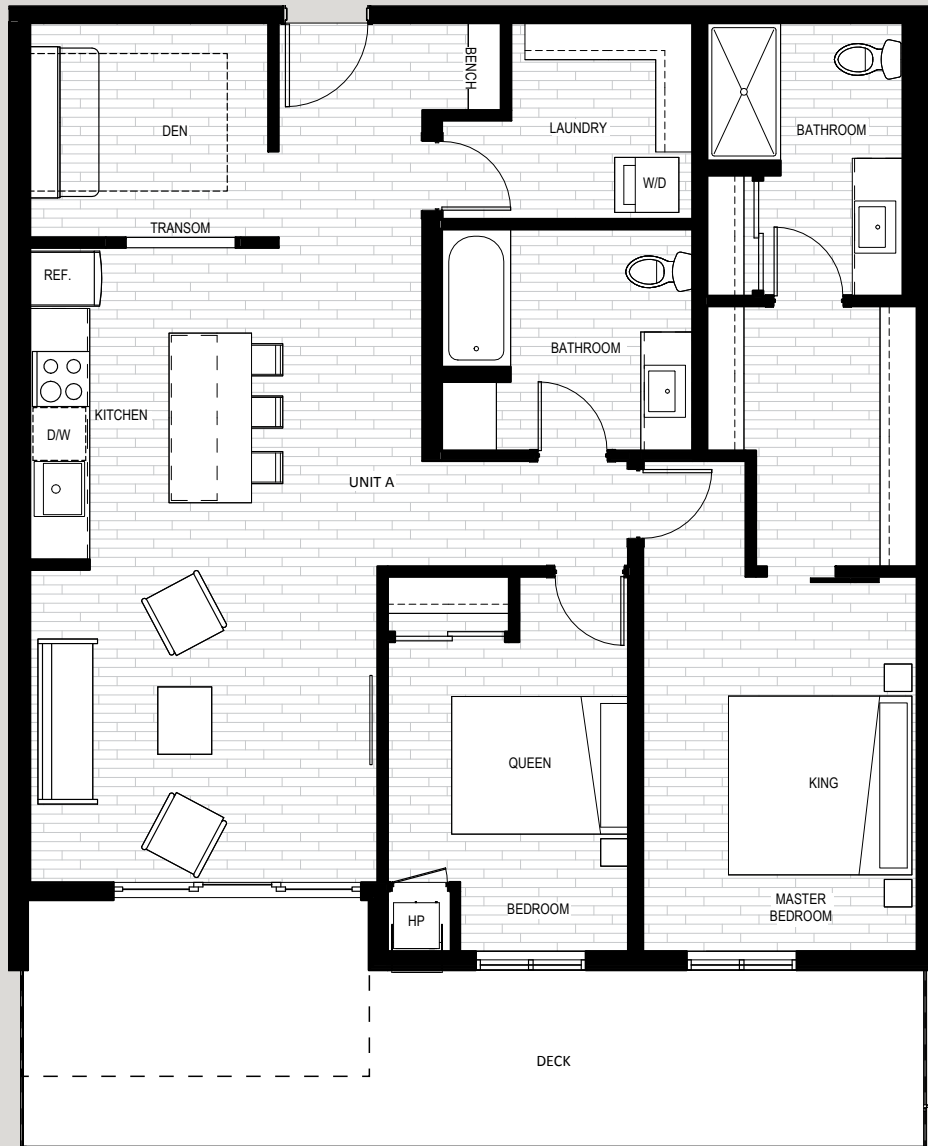 BENCH
DEN
LAUNDRY
BATHROOM
W/D
TRANSOM
REF.
BATHROOM
KITCHEN
D/W
UNIT A
QUEEN
KING
MASTER
BEDROOM
BEDROOM
HP
DECK